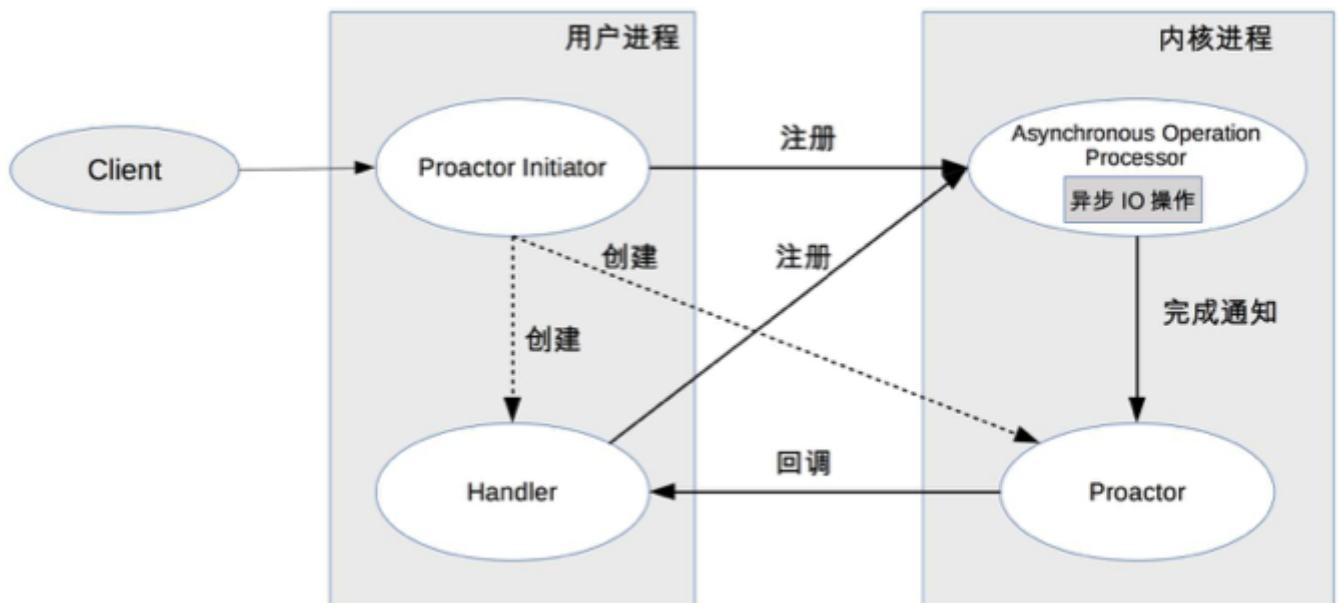 用户进程
内核进程
Client
Proactor Initiator
注册
Asynchronous Operation
Processor
异步 IO 操作
创建
注册
创建
完成通知
Handler
回调
Proactor